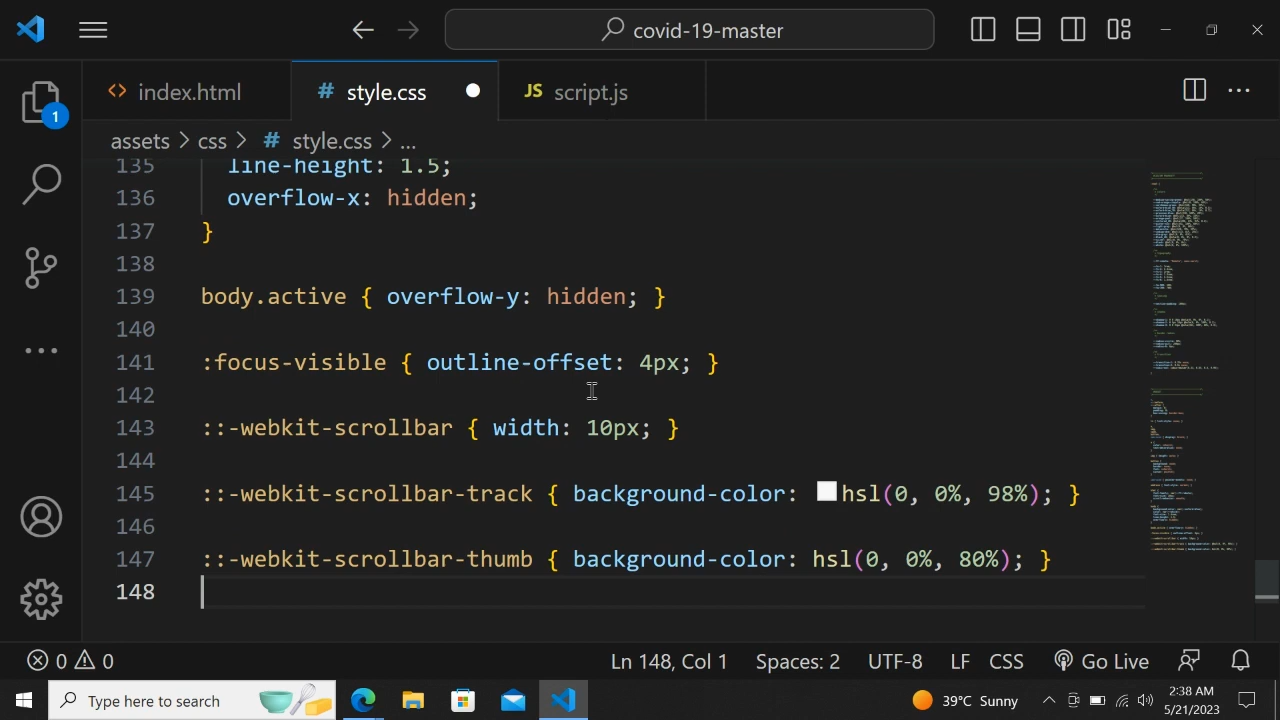 covid-19-master
index.html
style.css
JS script.js
assets > css > # style.css > ...
135 line-height: 1.5;
136 overflow-x: hidden;
137 }
138
139 body.active { overflow-y: hidden; }
140
141 :focus-visible { outline-offset: 4px; }
142
143 ::-webkit-scrollbar { width: 10px; }
144
145 ::-webkit-scrollbar-track { background-color: hsl(0, 0%, 98%); }
146
147 ::-webkit-scrollbar-thumb { background-color: hsl(0, 0%, 80%); }
148
1
0 0 Ln 148, Col 1 Spaces: 2 UTF-8 LF CSS Go Live
Type here to search 39°C Sunny 2:38 AM
5/21/2023